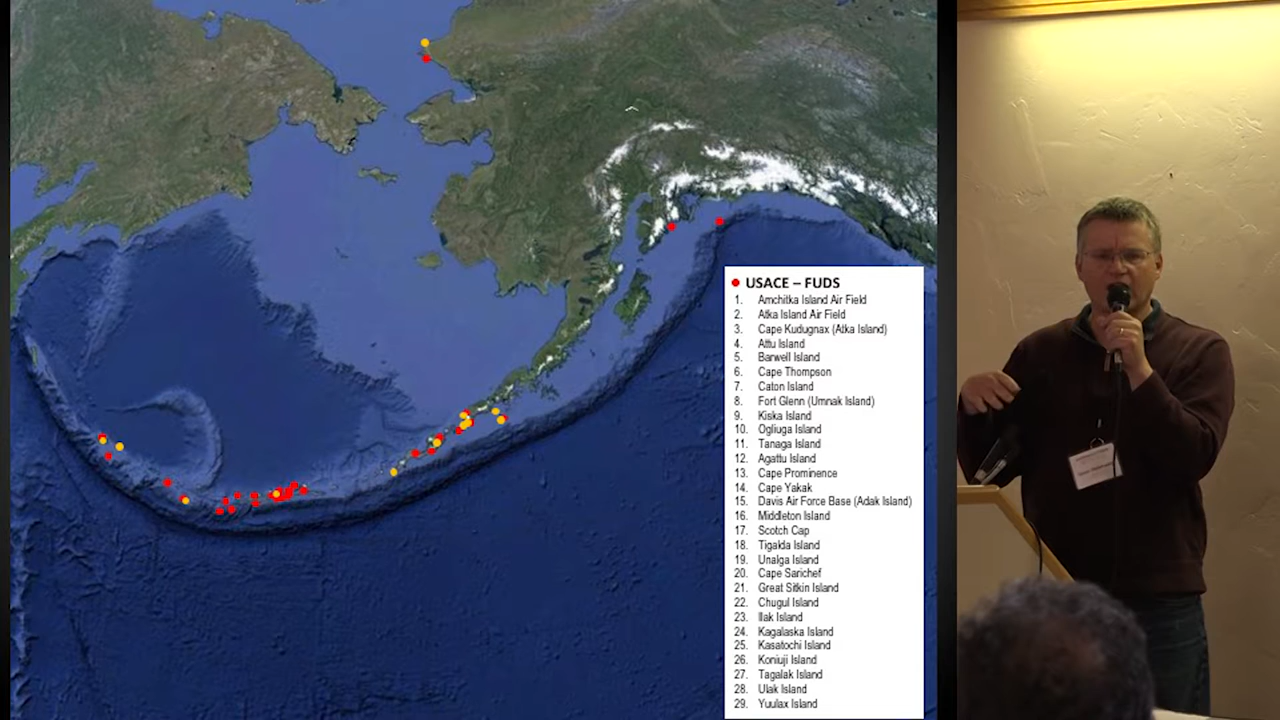 USACE – FUDS
1. Amchitka Island Air Field
2. Atka Island Air Field
3. Cape Kudugnax (Atka Island)
4. Attu Island
5. Barwell Island
6. Cape Thompson
7. Caton Island
8. Fort Glenn (Umnak Island)
9. Kiska Island
10. Ogliuga Island
11. Tanaga Island
12. Agattu Island
13. Cape Prominence
14. Cape Yakak
15. Davis Air Force Base (Adak Island)
16. Middleton Island
17. Scotch Cap
18. Tigalda Island
19. Unalga Island
20. Cape Sarichef
21. Great Sitkin Island
22. Chugul Island
23. Ilak Island
24. Kagalaska Island
25. Kasatochi Island
26. Koniuji Island
27. Tagalak Island
28. Ulak Island
29. Yuulax Island